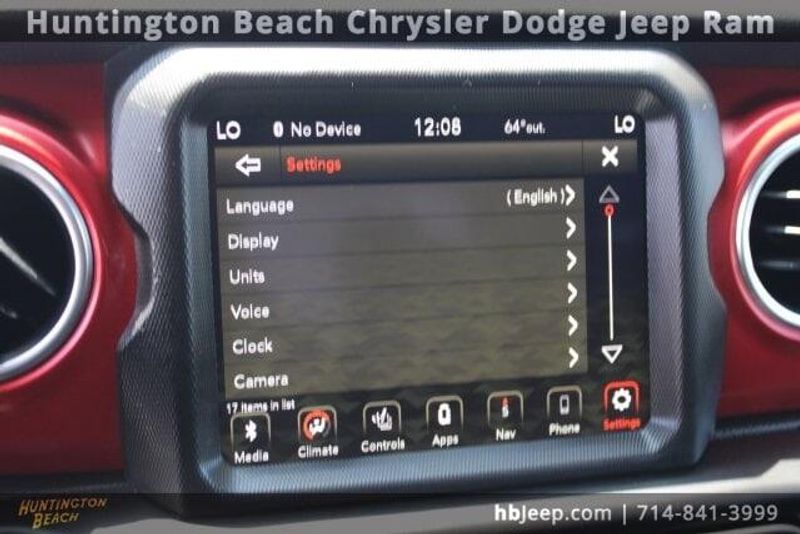 Huntington Beach Chrysler Dodge Jeep Ram
LO No Device 12:08 64°out. LO
Settings
Language (English)
Display
Units
Voice
Clock
Camera
17 items in list
Media Climate Controls Apps Nav Phone Settings
HUNTINGTON
BEACH
hbjeep.com | 714-841-3999